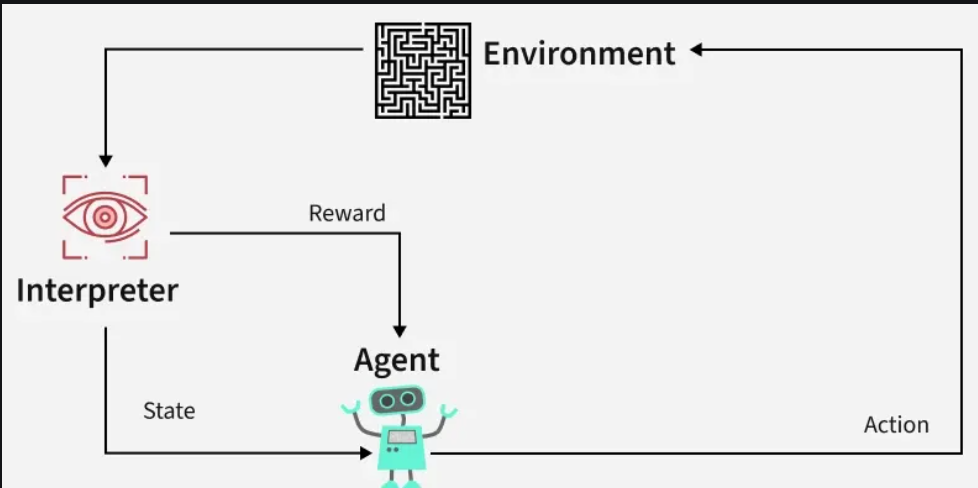 Environment
Reward
Interpreter
Agent
State
Action